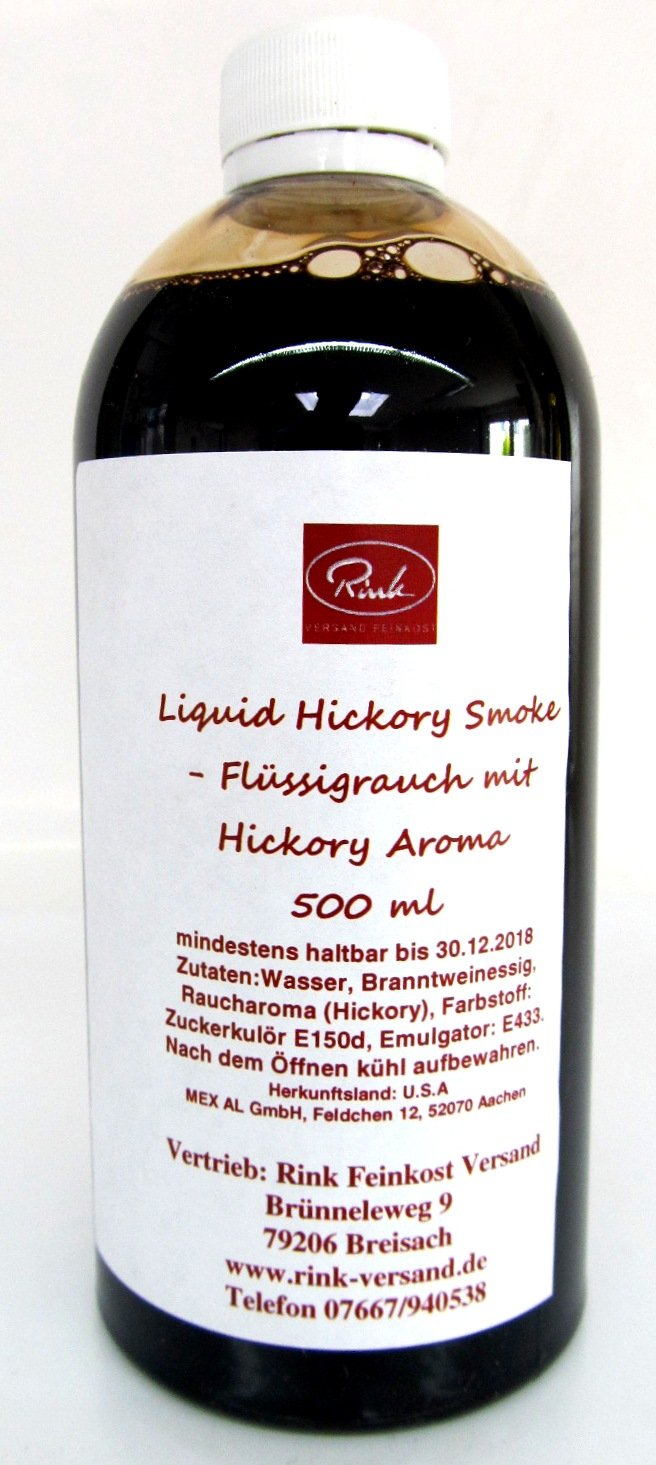 Rink
VERSAND FEINKOST
Liquid Hickory Smoke
- Flüssigrauch mit
Hickory Aroma
500 ml
mindestens haltbar bis 30.12.2018
Zutaten:Wasser, Branntweinessig,
Raucharoma (Hickory), Farbstoff:
Zuckerkulör E150d, Emulgator: E433.
Nach dem Öffnen kühl aufbewahren.
Herkunftsland: U.S.A
MEX AL GmbH, Feldchen 12, 52070 Aachen
Vertrieb: Rink Feinkost Versand
Brünneleweg 9
79206 Breisach
www.rink-versand.de
Telefon 07667/940538